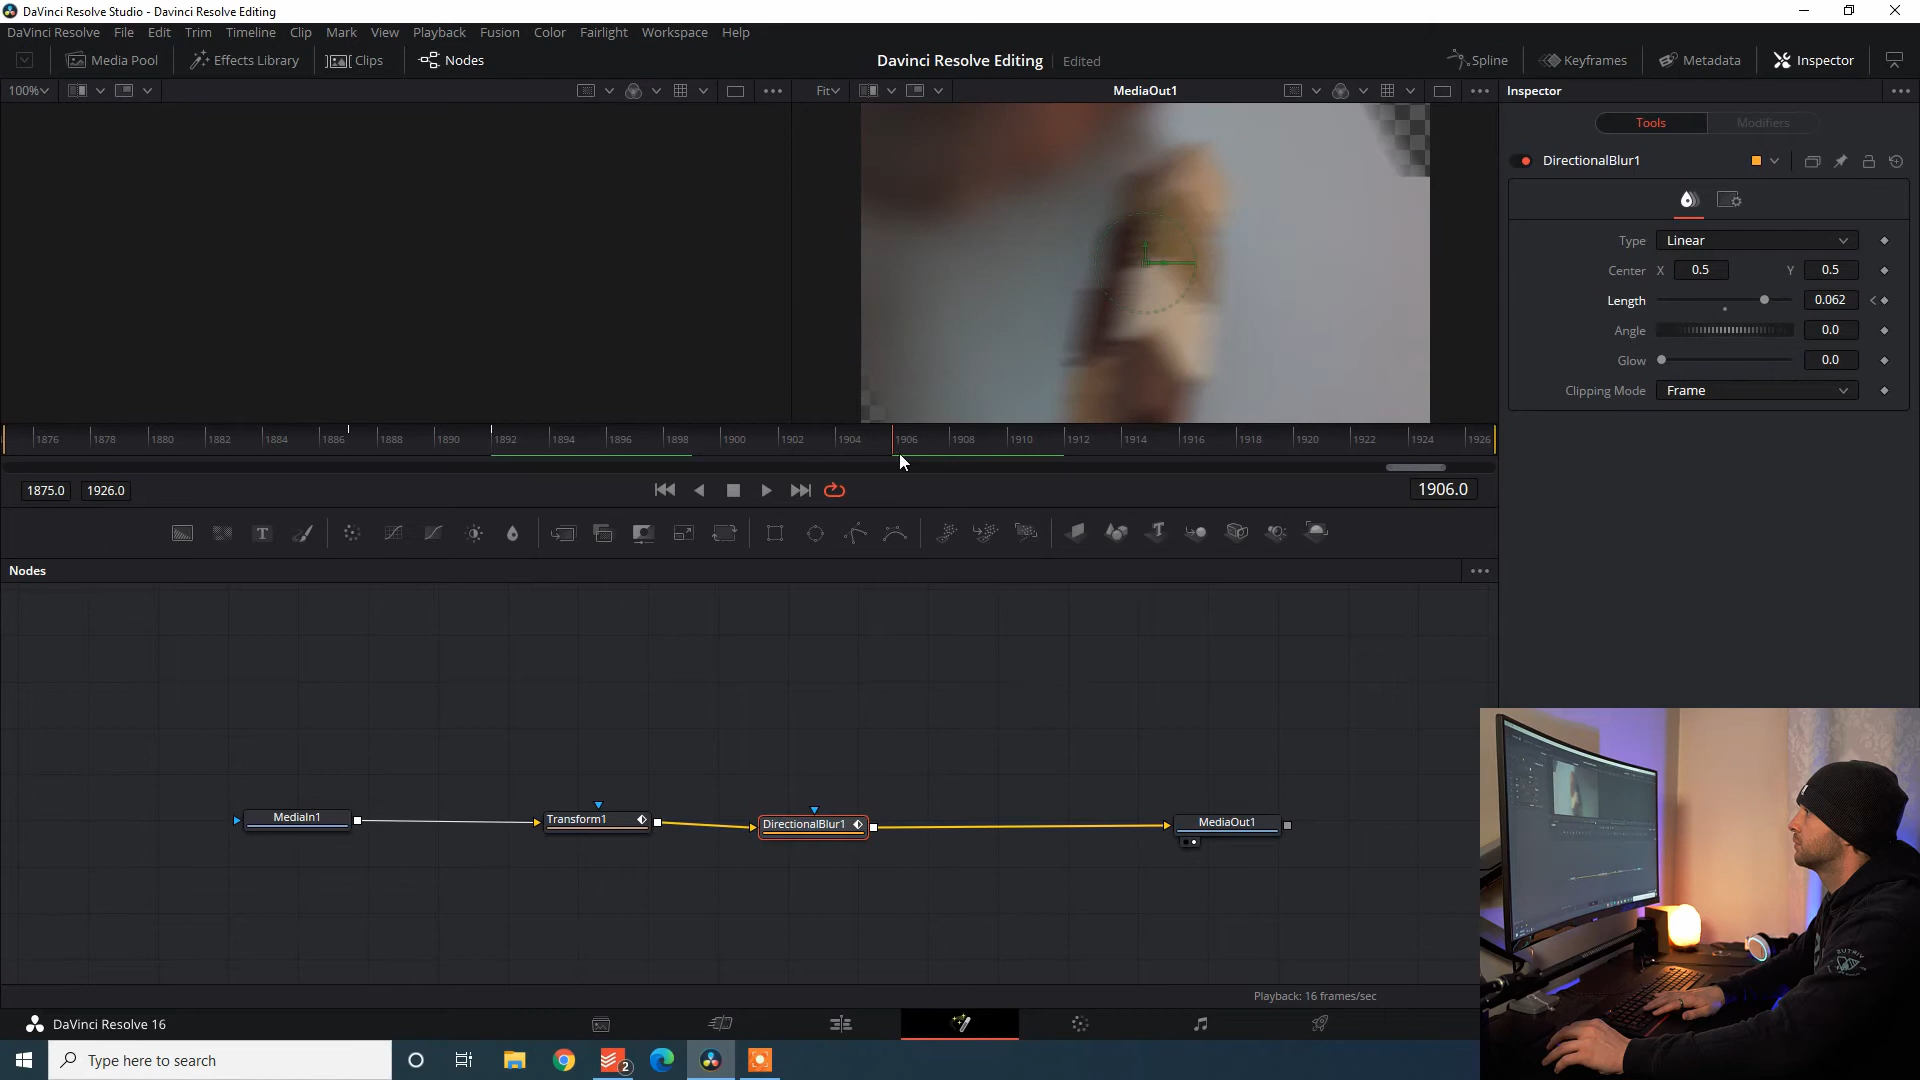 DaVinci Resolve Studio - Davinci Resolve Editing
DaVinci Resolve File Edit Trim Timeline Clip Mark View Playback Fusion Color Fairlight Workspace Help
Media Pool Effects Library Clips Nodes Davinci Resolve Editing Edited Spline Keyframes Metadata Inspector
100% Fit MediaOut1 Inspector
Tools Modifiers
DirectionalBlur1
Type Linear
Center X 0.5 Y 0.5
Length 0.062
Angle 0.0
Glow 0.0
Clipping Mode Frame
1876 1878 1880 1882 1884 1886 1888 1890 1892 1894 1896 1898 1900 1902 1904 1906 1908 1910 1912 1914 1916 1918 1920 1922 1924 1926
1875.0 1926.0 1906.0
Nodes
MediaIn1 Transform1 DirectionalBlur1 MediaOut1
Playback: 16 frames/sec
DaVinci Resolve 16
Type here to search 2